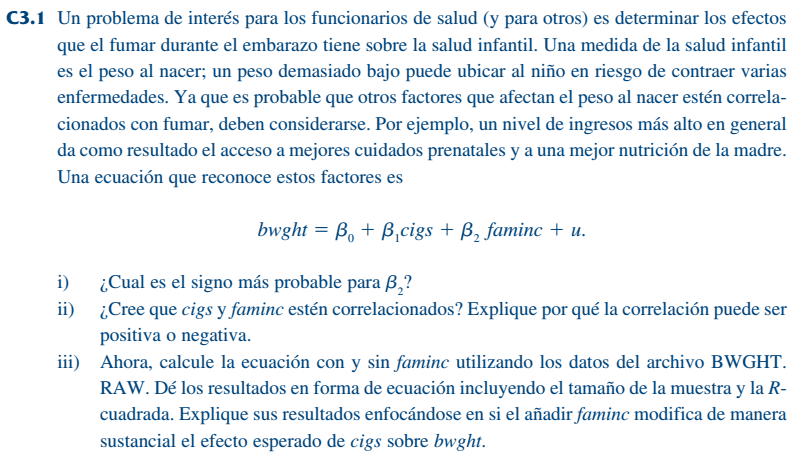 C3.1 Un problema de interés para los funcionarios de salud (y para otros) es determinar los efectos
que el fumar durante el embarazo tiene sobre la salud infantil. Una medida de la salud infantil
es el peso al nacer; un peso demasiado bajo puede ubicar al niño en riesgo de contraer varias
enfermedades. Ya que es probable que otros factores que afectan el peso al nacer estén correla-
cionados con fumar, deben considerarse. Por ejemplo, un nivel de ingresos más alto en general
da como resultado el acceso a mejores cuidados prenatales y a una mejor nutrición de la madre.
Una ecuación que reconoce estos factores es
bwght = β₀ + β₁cigs + β₂ faminc + u.
i) ¿Cual es el signo más probable para β₂?
ii) ¿Cree que cigs y faminc estén correlacionados? Explique por qué la correlación puede ser
positiva o negativa.
iii) Ahora, calcule la ecuación con y sin faminc utilizando los datos del archivo BWGHT.
RAW. Dé los resultados en forma de ecuación incluyendo el tamaño de la muestra y la R-
cuadrada. Explique sus resultados enfocándose en si el añadir faminc modifica de manera
sustancial el efecto esperado de cigs sobre bwght.